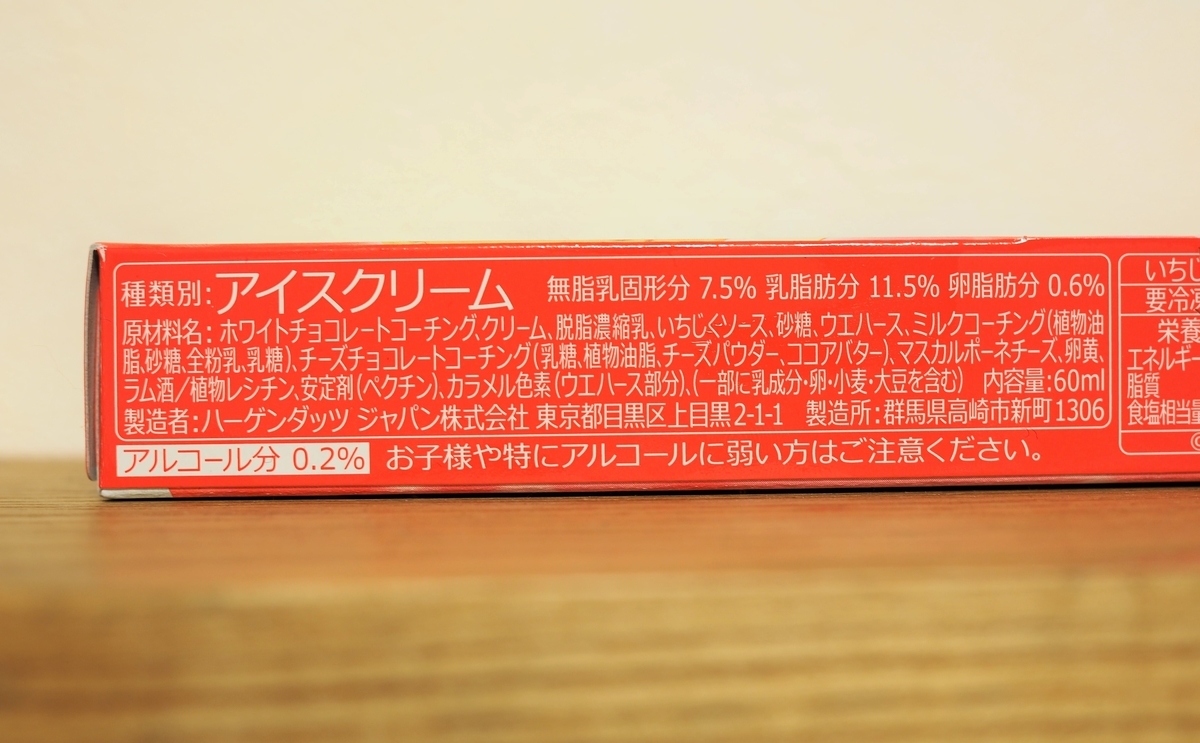 種類別:アイスクリーム 無脂乳固形分 7.5% 乳脂肪分 11.5% 卵脂肪分 0.6%
原材料名:ホワイトチョコレートコーチング、クリーム、脱脂濃縮乳、いちじくソース、砂糖、ウエハース、ミルクコーチング(植物油
脂、砂糖、全粉乳、乳糖)、チーズチョコレートコーチング(乳糖、植物油脂、チーズパウダー、ココアバター)、マスカルポーネチーズ、卵黄、
ラム酒/植物レシチン、安定剤(ペクチン)、カラメル色素(ウエハース部分)、(一部に乳成分・卵・小麦・大豆を含む) 内容量:60ml
製造者:ハーゲンダッツ ジャパン株式会社 東京都目黒区上目黒2-1-1 製造所:群馬県高崎市新町1306
アルコール分 0.2% お子様や特にアルコールに弱い方はご注意ください。
いちじ
要冷凍
栄養
エネルギー
脂質
食塩相当量